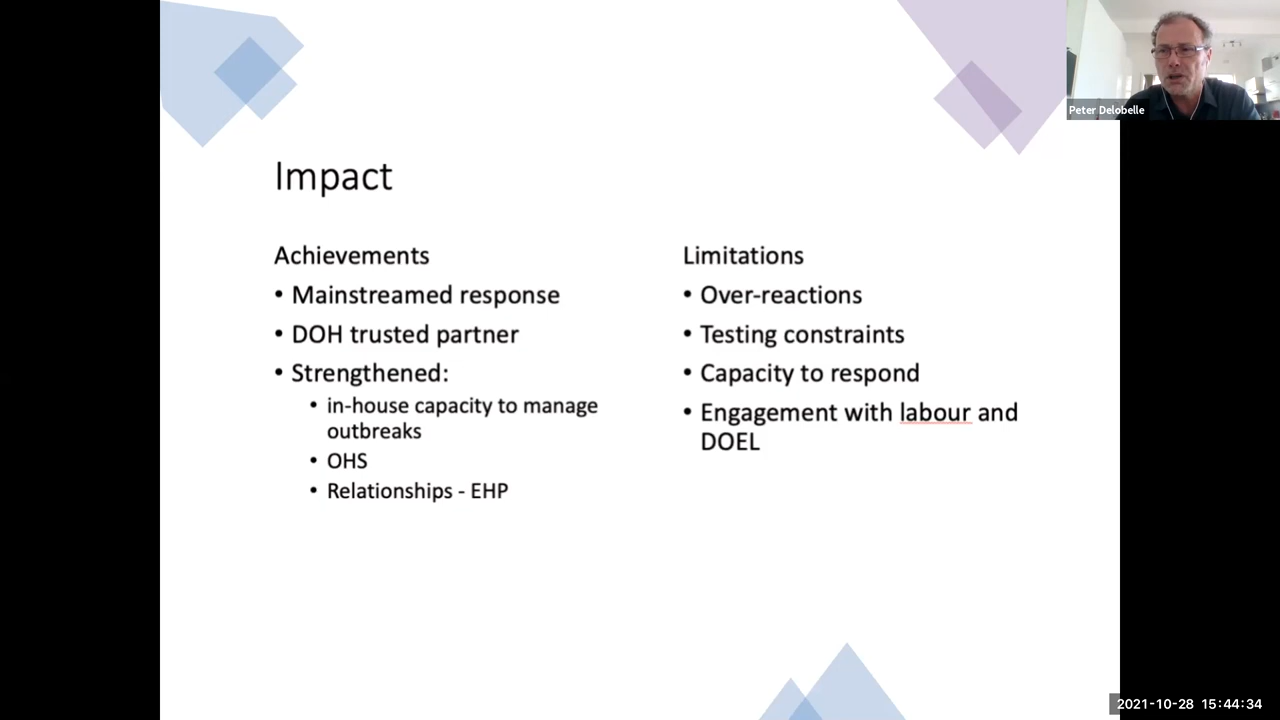 Peter Delobelle
Impact
Achievements
• Mainstreamed response
• DOH trusted partner
• Strengthened:
• in-house capacity to manage
outbreaks
• OHS
• Relationships - EHP
Limitations
• Over-reactions
• Testing constraints
• Capacity to respond
• Engagement with labour and
DOEL
2021-10-28 15:44:34